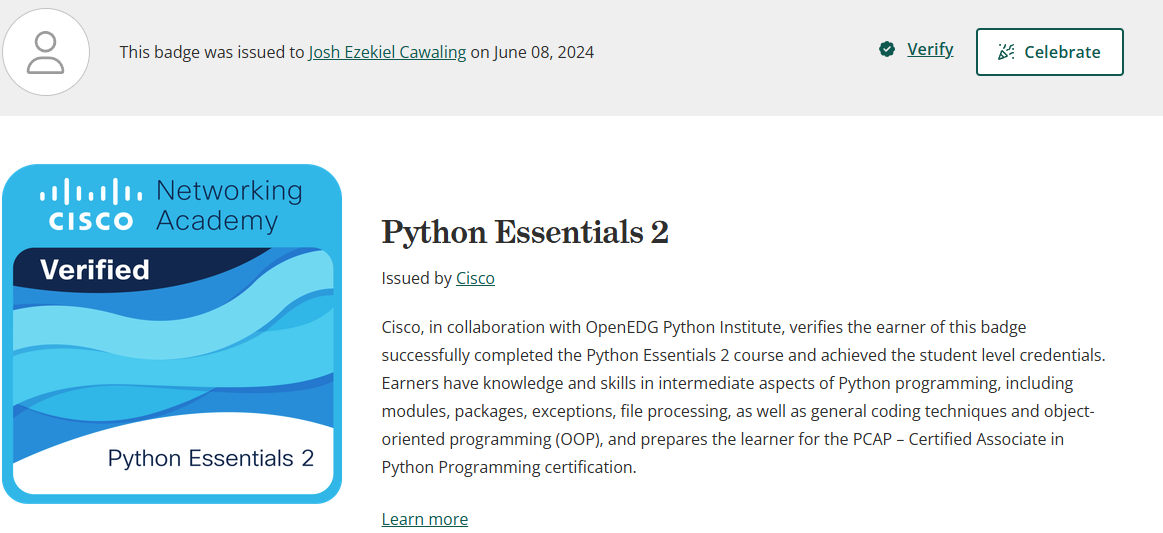 This badge was issued to Josh Ezekiel Cawaling on June 08, 2024
Verify
Celebrate
CISCO
Networking
Academy
Verified
Python Essentials 2
Python Essentials 2
Issued by Cisco
Cisco, in collaboration with OpenEDG Python Institute, verifies the earner of this badge
successfully completed the Python Essentials 2 course and achieved the student level credentials.
Earners have knowledge and skills in intermediate aspects of Python programming, including
modules, packages, exceptions, file processing, as well as general coding techniques and object-
oriented programming (OOP), and prepares the learner for the PCAP – Certified Associate in
Python Programming certification.
Learn more